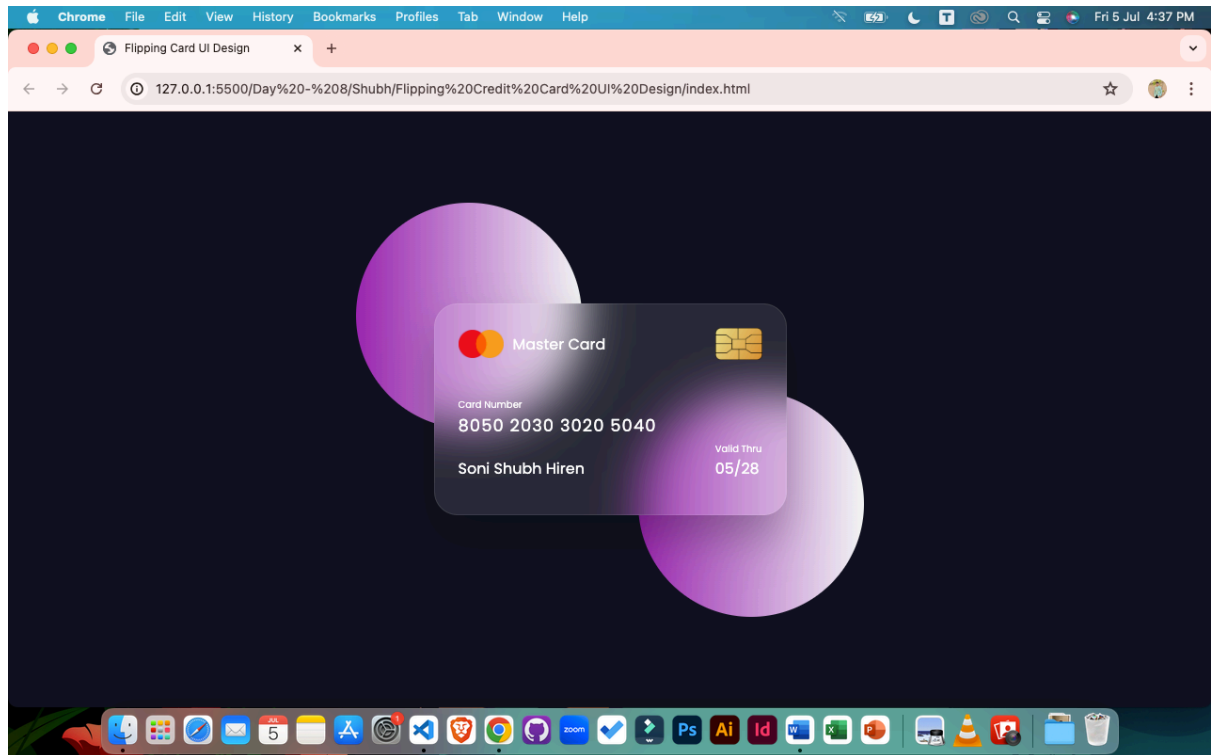 Chrome File Edit View History Bookmarks Profiles Tab Window Help Fri 5 Jul 4:37 PM
Flipping Card UI Design
127.0.0.1:5500/Day%20-%208/Shubh/Flipping%20Credit%20Card%20UI%20Design/index.html
Master Card
Card Number
8050 2030 3020 5040
Valid Thru
Soni Shubh Hiren 05/28
JUL
5
1
zoom
Ps Ai Id